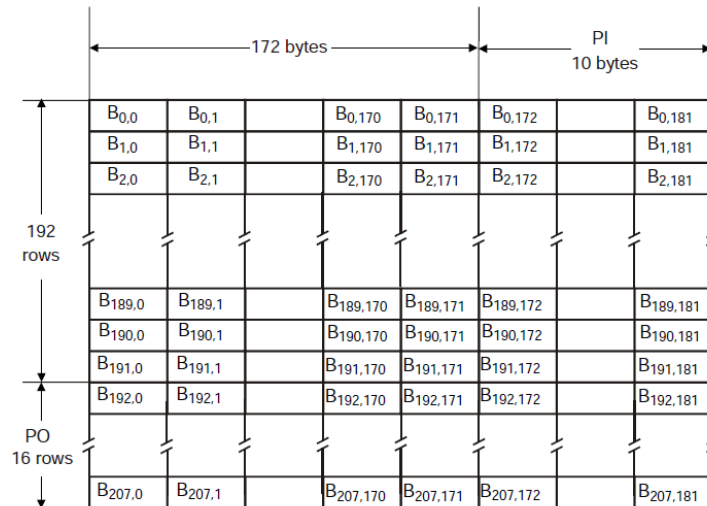 172 bytes
PI
10 bytes
B0,0 B0,1 B0,170 B0,171 B0,172 B0,181
B1,0 B1,1 B1,170 B1,171 B1,172 B1,181
B2,0 B2,1 B2,170 B2,171 B2,172 B2,181
192
rows
B189,0 B189,1 B189,170 B189,171 B189,172 B189,181
B190,0 B190,1 B190,170 B190,171 B190,172 B190,181
B191,0 B191,1 B191,170 B191,171 B191,172 B191,181
B192,0 B192,1 B192,170 B192,171 B192,172 B192,181
PO
16 rows
B207,0 B207,1 B207,170 B207,171 B207,172 B207,181